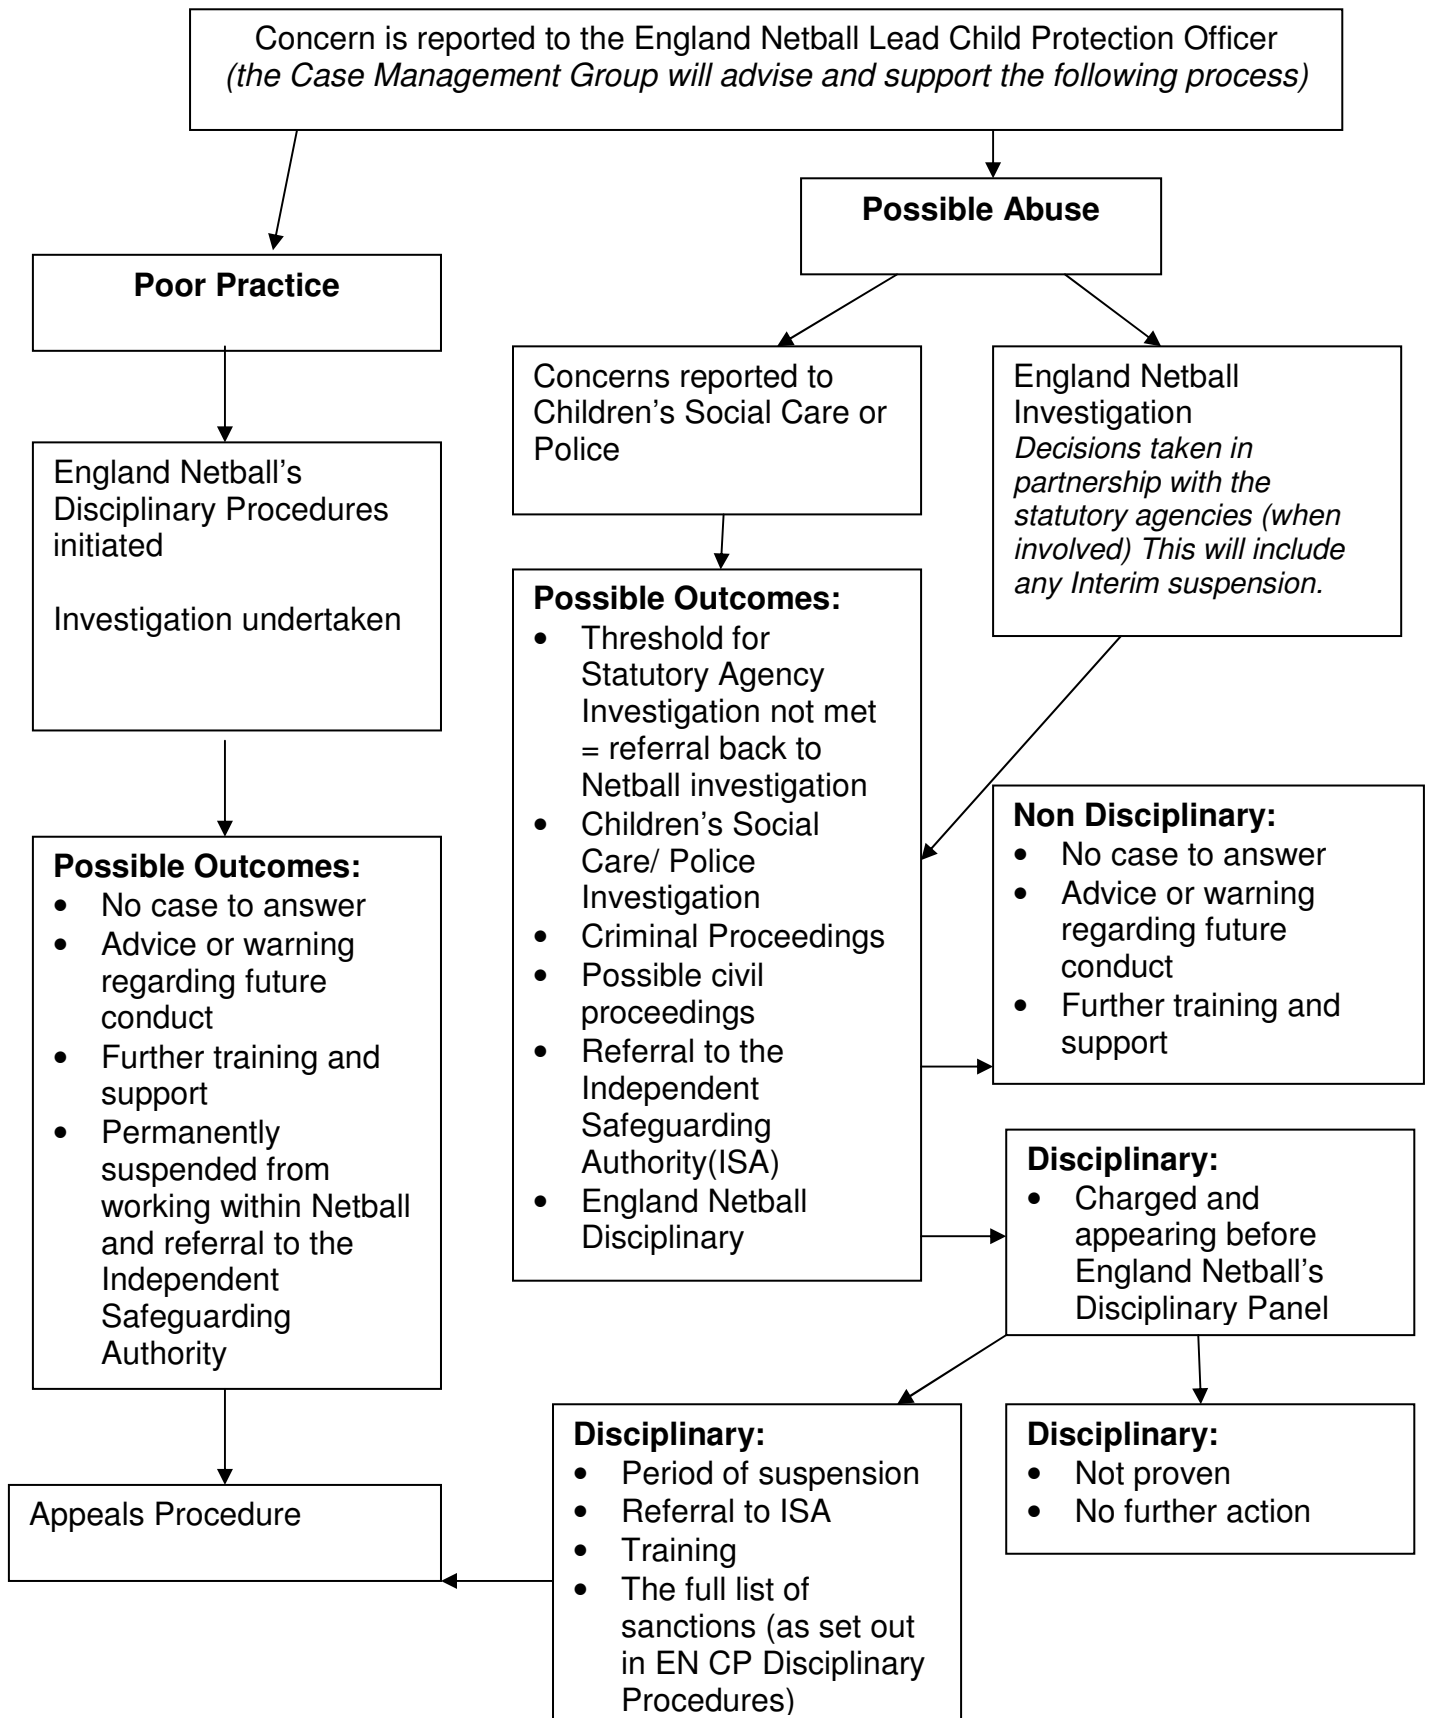 Concern is reported to the England Netball Lead Child Protection Officer
(the Case Management Group will advise and support the following process)
Possible Abuse
Poor Practice
Concerns reported to
Children’s Social Care or
Police
England Netball
Investigation
Decisions taken in
partnership with the
statutory agencies (when
involved) This will include
any Interim suspension.
England Netball’s
Disciplinary Procedures
initiated
Investigation undertaken
Possible Outcomes:
• Threshold for
Statutory Agency
Investigation not met
= referral back to
Netball investigation
• Children’s Social
Care/ Police
Investigation
• Criminal Proceedings
• Possible civil
proceedings
• Referral to the
Independent
Safeguarding
Authority(ISA)
• England Netball
Disciplinary
Non Disciplinary:
• No case to answer
• Advice or warning
regarding future
conduct
• Further training and
support
Possible Outcomes:
• No case to answer
• Advice or warning
regarding future
conduct
• Further training and
support
• Permanently
suspended from
working within Netball
and referral to the
Independent
Safeguarding
Authority
Disciplinary:
• Charged and
appearing before
England Netball’s
Disciplinary Panel
Disciplinary:
• Period of suspension
• Referral to ISA
• Training
• The full list of
sanctions (as set out
in EN CP Disciplinary
Procedures)
Disciplinary:
• Not proven
• No further action
Appeals Procedure